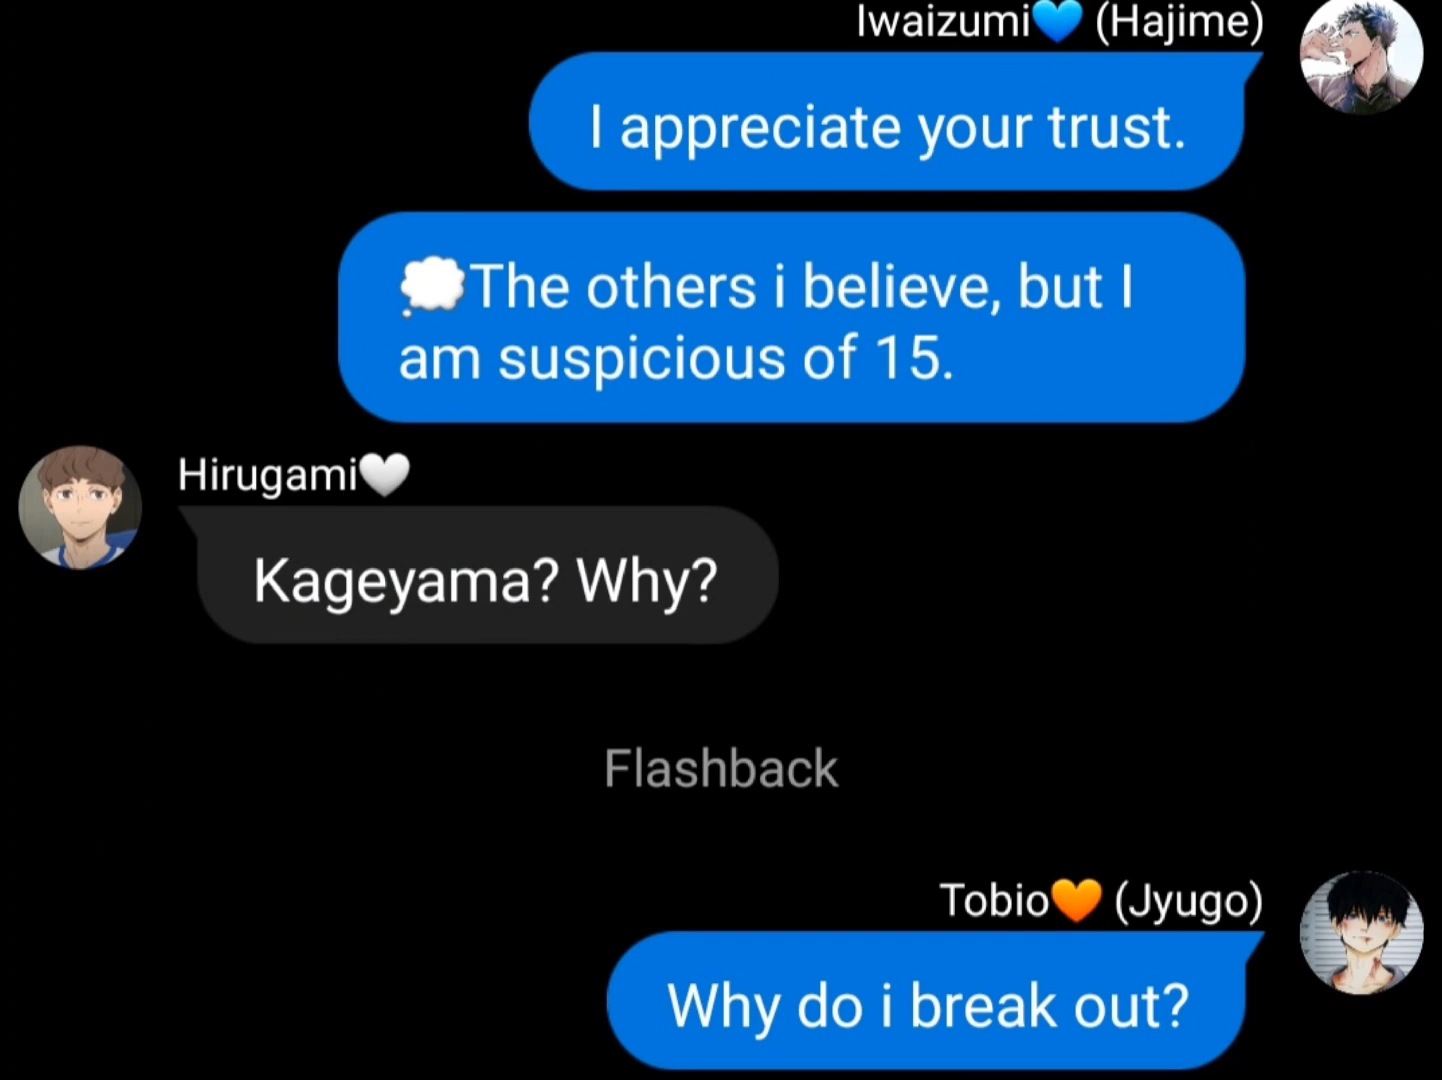 Iwaizumi💙 (Hajime)
I appreciate your trust.
💭The others i believe, but I
am suspicious of 15.
Hirugami🤍
Kageyama? Why?
Flashback
Tobio🧡 (Jyugo)
Why do i break out?